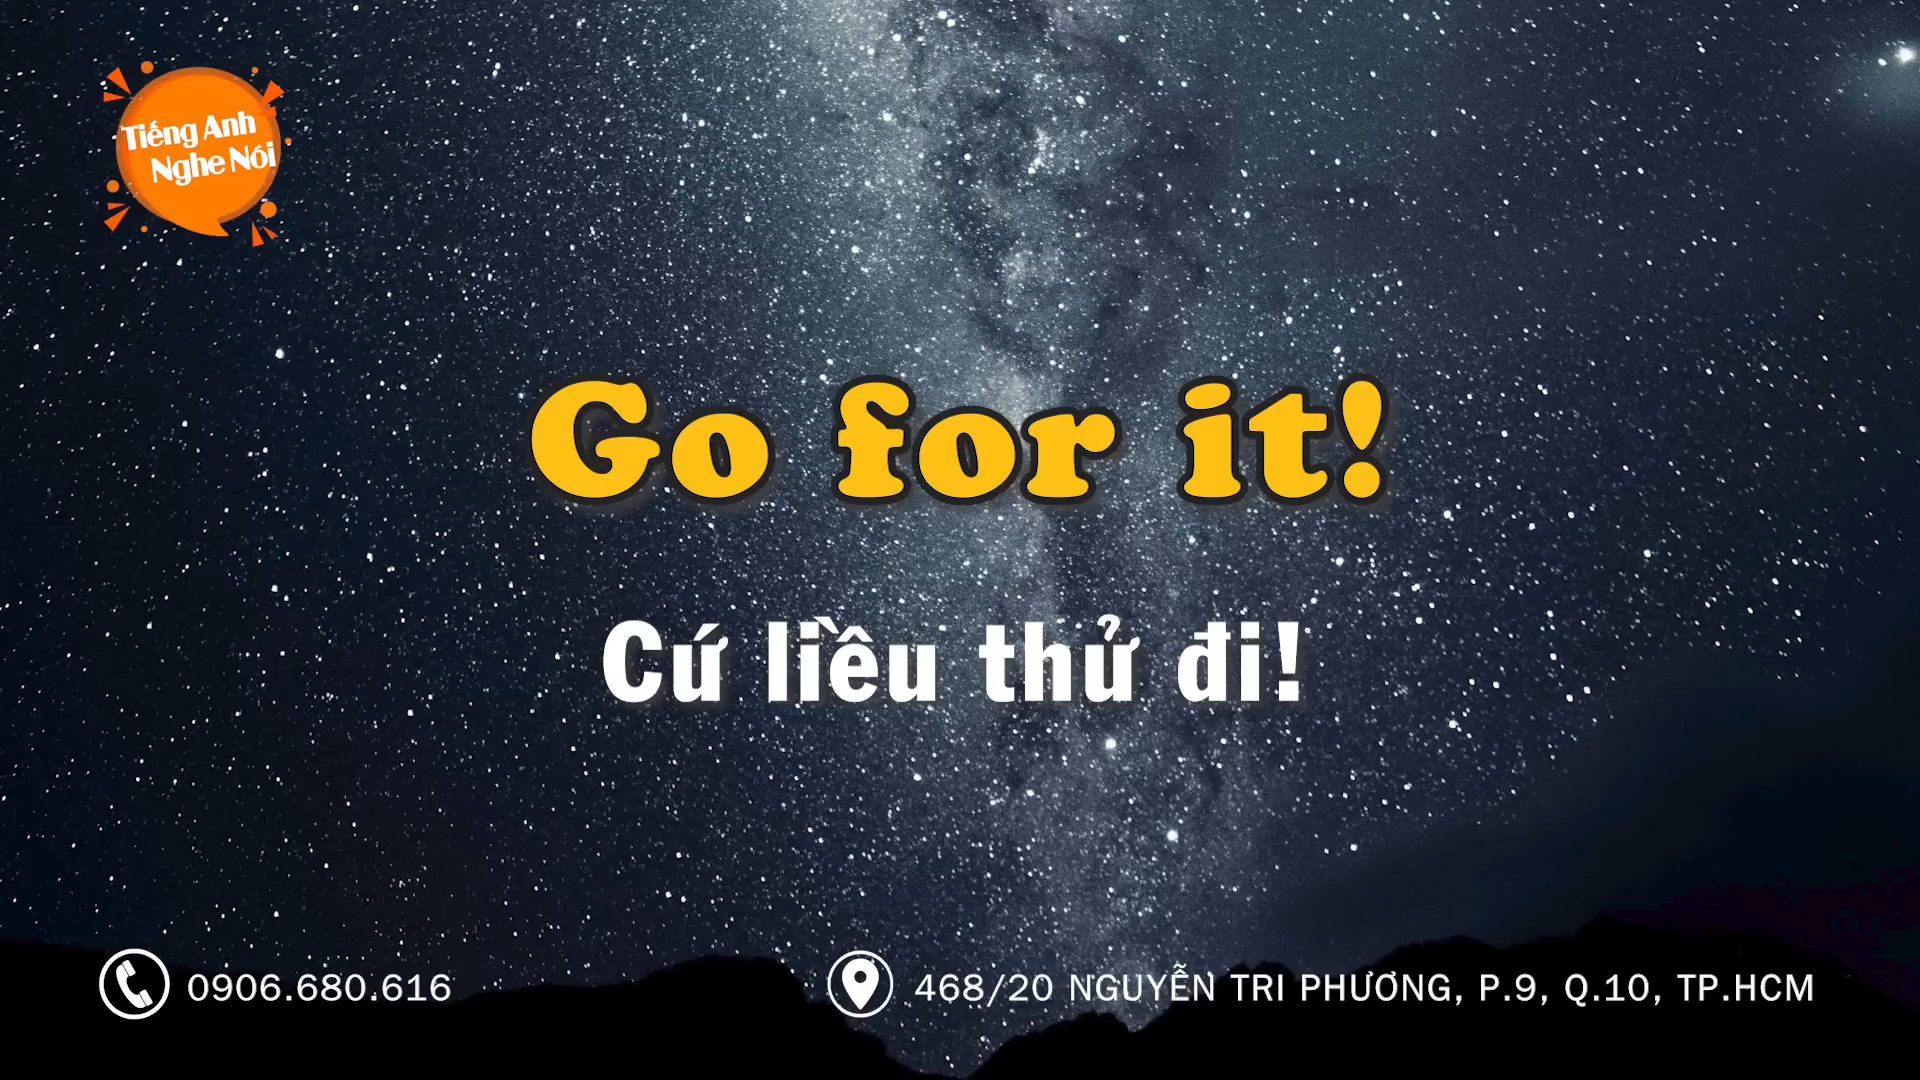 Tiếng Anh
Nghe Nói
Go for it!
Cứ liều thử đi!
0906.680.616
468/20 NGUYỄN TRI PHƯƠNG, P.9, Q.10, TP.HCM